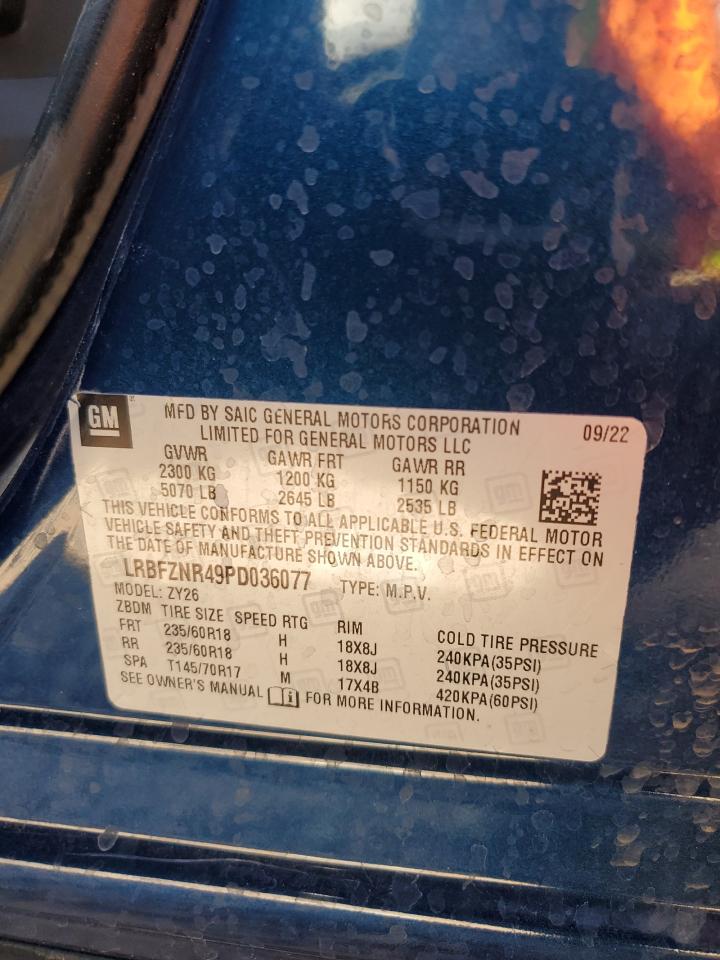 GM
MFD BY SAIC GENERAL MOTORS CORPORATION
LIMITED FOR GENERAL MOTORS LLC
09/22
GVWR GAWR FRT GAWR RR
2300 KG 1200 KG 1150 KG
5070 LB 2645 LB 2535 LB
THIS VEHICLE CONFORMS TO ALL APPLICABLE U.S. FEDERAL MOTOR
VEHICLE SAFETY AND THEFT PREVENTION STANDARDS IN EFFECT ON
THE DATE OF MANUFACTURE SHOWN ABOVE.
LRBFZNR49PD036077 TYPE: M.P.V.
MODEL: ZY26
ZBDM TIRE SIZE SPEED RTG RIM COLD TIRE PRESSURE
FRT 235/60R18 H 18X8J 240KPA(35PSI)
RR 235/60R18 H 18X8J 240KPA(35PSI)
SPA T145/70R17 M 17X4B 420KPA(60PSI)
SEE OWNER'S MANUAL FOR MORE INFORMATION.